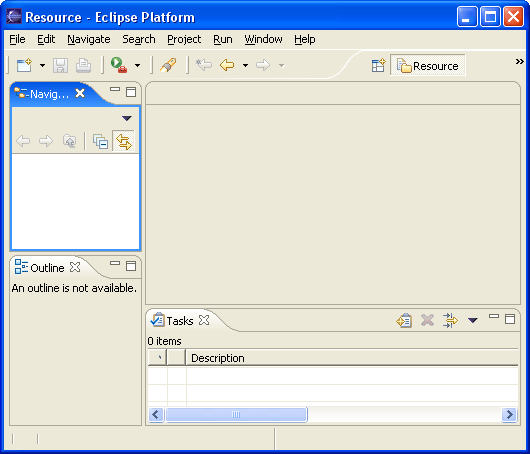 Resource - Eclipse Platform
File Edit Navigate Search Project Run Window Help
Resource
»
Navig...
Outline
An outline is not available.
Tasks
0 items
Description